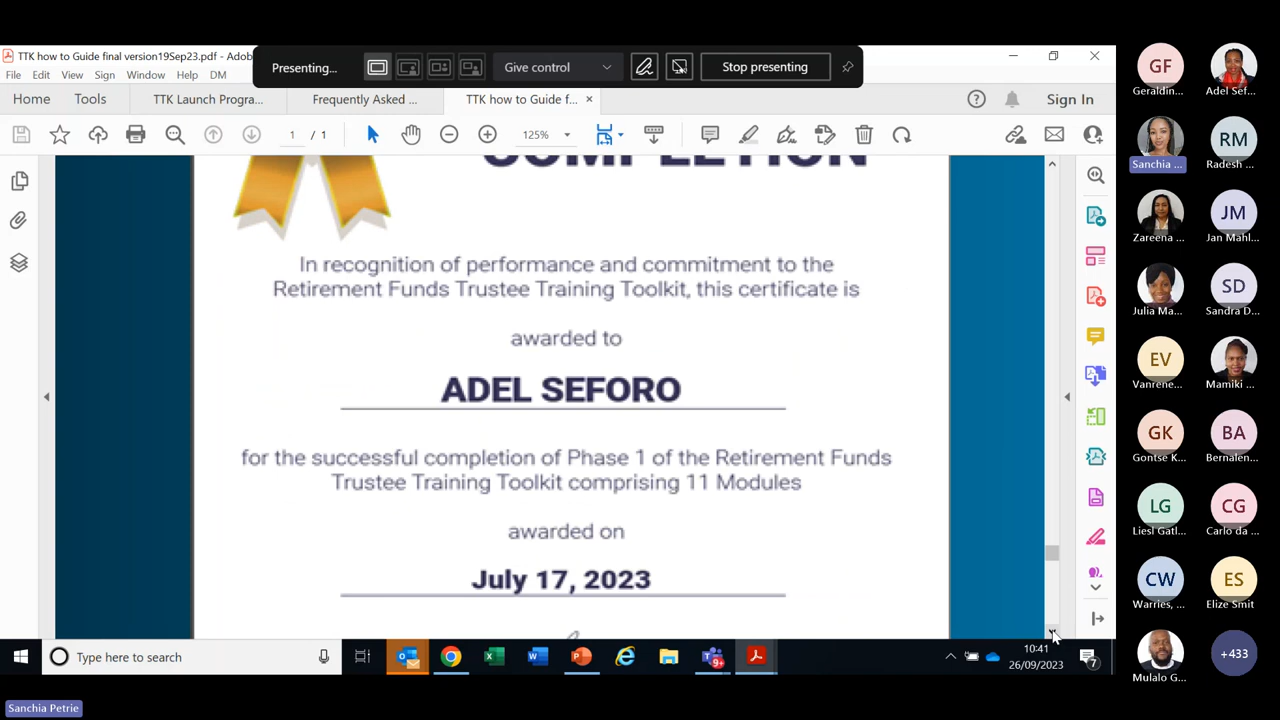 TTK how to Guide final version19Sep23.pdf - Adob
Presenting...
Give control
Stop presenting
File Edit View Sign Window Help DM
Home Tools TTK Launch Progra... Frequently Asked ... TTK how to Guide f... × Sign In
1 / 1 125%
COMPLETION
In recognition of performance and commitment to the
Retirement Funds Trustee Training Toolkit, this certificate is
awarded to
ADEL SEFORO
for the successful completion of Phase 1 of the Retirement Funds
Trustee Training Toolkit comprising 11 Modules
awarded on
July 17, 2023
Type here to search
9+
10:41
26/09/2023
7
Sanchia Petrie
GF
Geraldin...
Adel Sef...
Sanchia ...
RM
Radesh ...
Zareena ...
JM
Jan Mahl...
Julia Ma...
SD
Sandra D...
EV
Vanrene...
Mamiki ...
GK
Gontse K...
BA
Bernalen...
LG
Liesl Gatl...
CG
Carlo da ...
CW
Warries, ...
ES
Elize Smit
Mulalo G...
+433